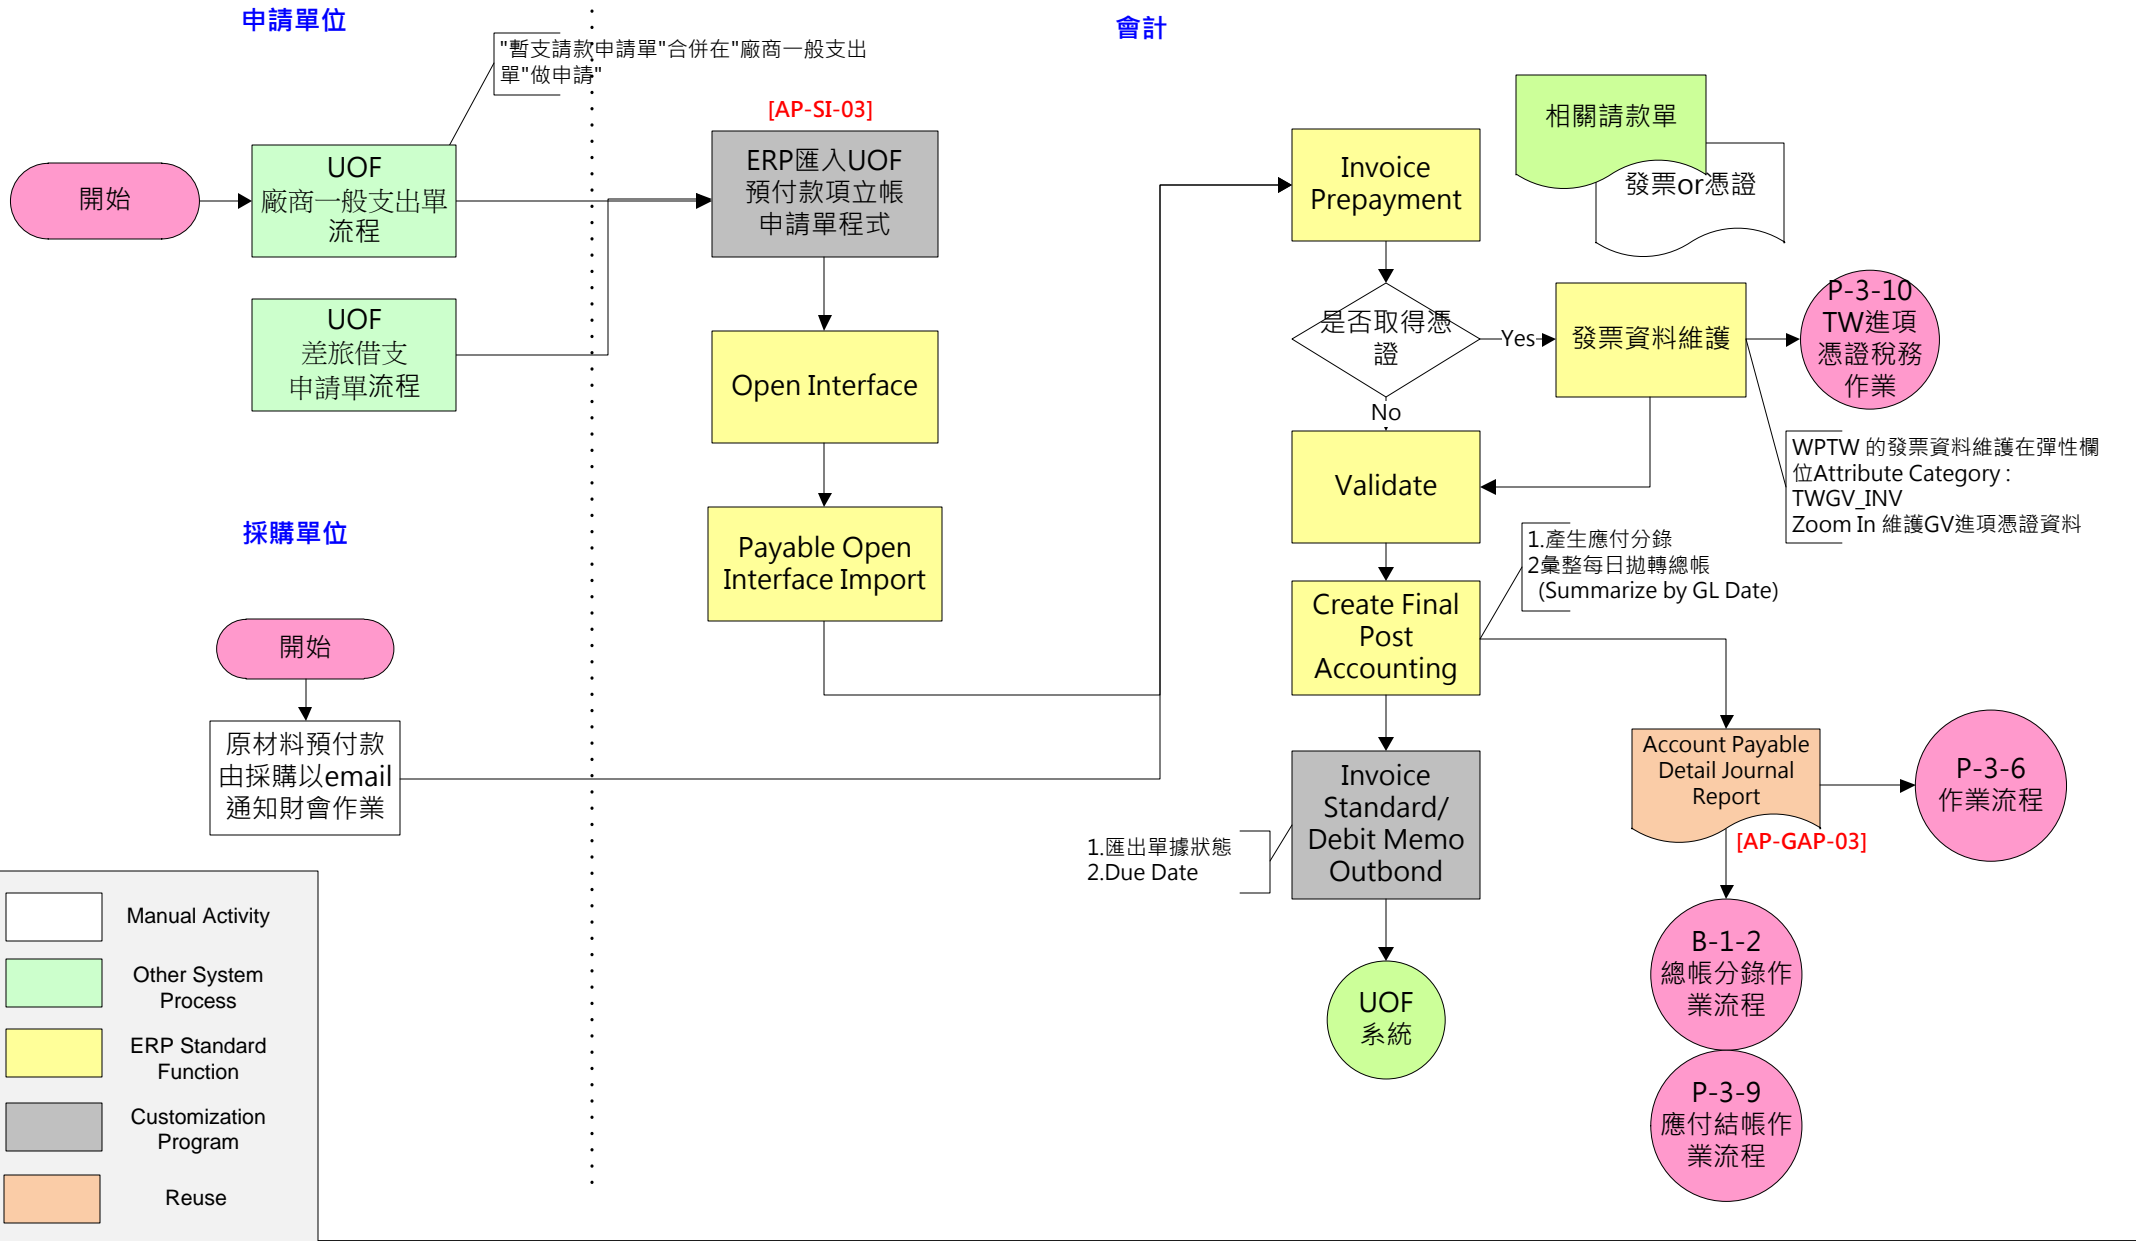 申請單位
會計
"暫支請款申請單"合併在"廠商一般支出
單"做申請"
開始
UOF
廠商一般支出單
流程
UOF
差旅借支
申請單流程
[AP-SI-03]
ERP匯入UOF
預付款項立帳
申請單程式
Open Interface
Payable Open
Interface Import
採購單位
開始
原材料預付款
由採購以email
通知財會作業
Invoice
Prepayment
相關請款單
發票or憑證
是否取得憑
證
Yes
No
發票資料維護
P-3-10
TW進項
憑證稅務
作業
WPTW 的發票資料維護在彈性欄
位Attribute Category :
TWGV_INV
Zoom In 維護GV進項憑證資料
Validate
1.產生應付分錄
2彙整每日拋轉總帳
(Summarize by GL Date)
Create Final
Post
Accounting
Invoice
Standard/
Debit Memo
Outbond
1.匯出單據狀態
2.Due Date
UOF
系統
Account Payable
Detail Journal
Report
[AP-GAP-03]
P-3-6
作業流程
B-1-2
總帳分錄作
業流程
P-3-9
應付結帳作
業流程
Manual Activity
Other System
Process
ERP Standard
Function
Customization
Program
Reuse